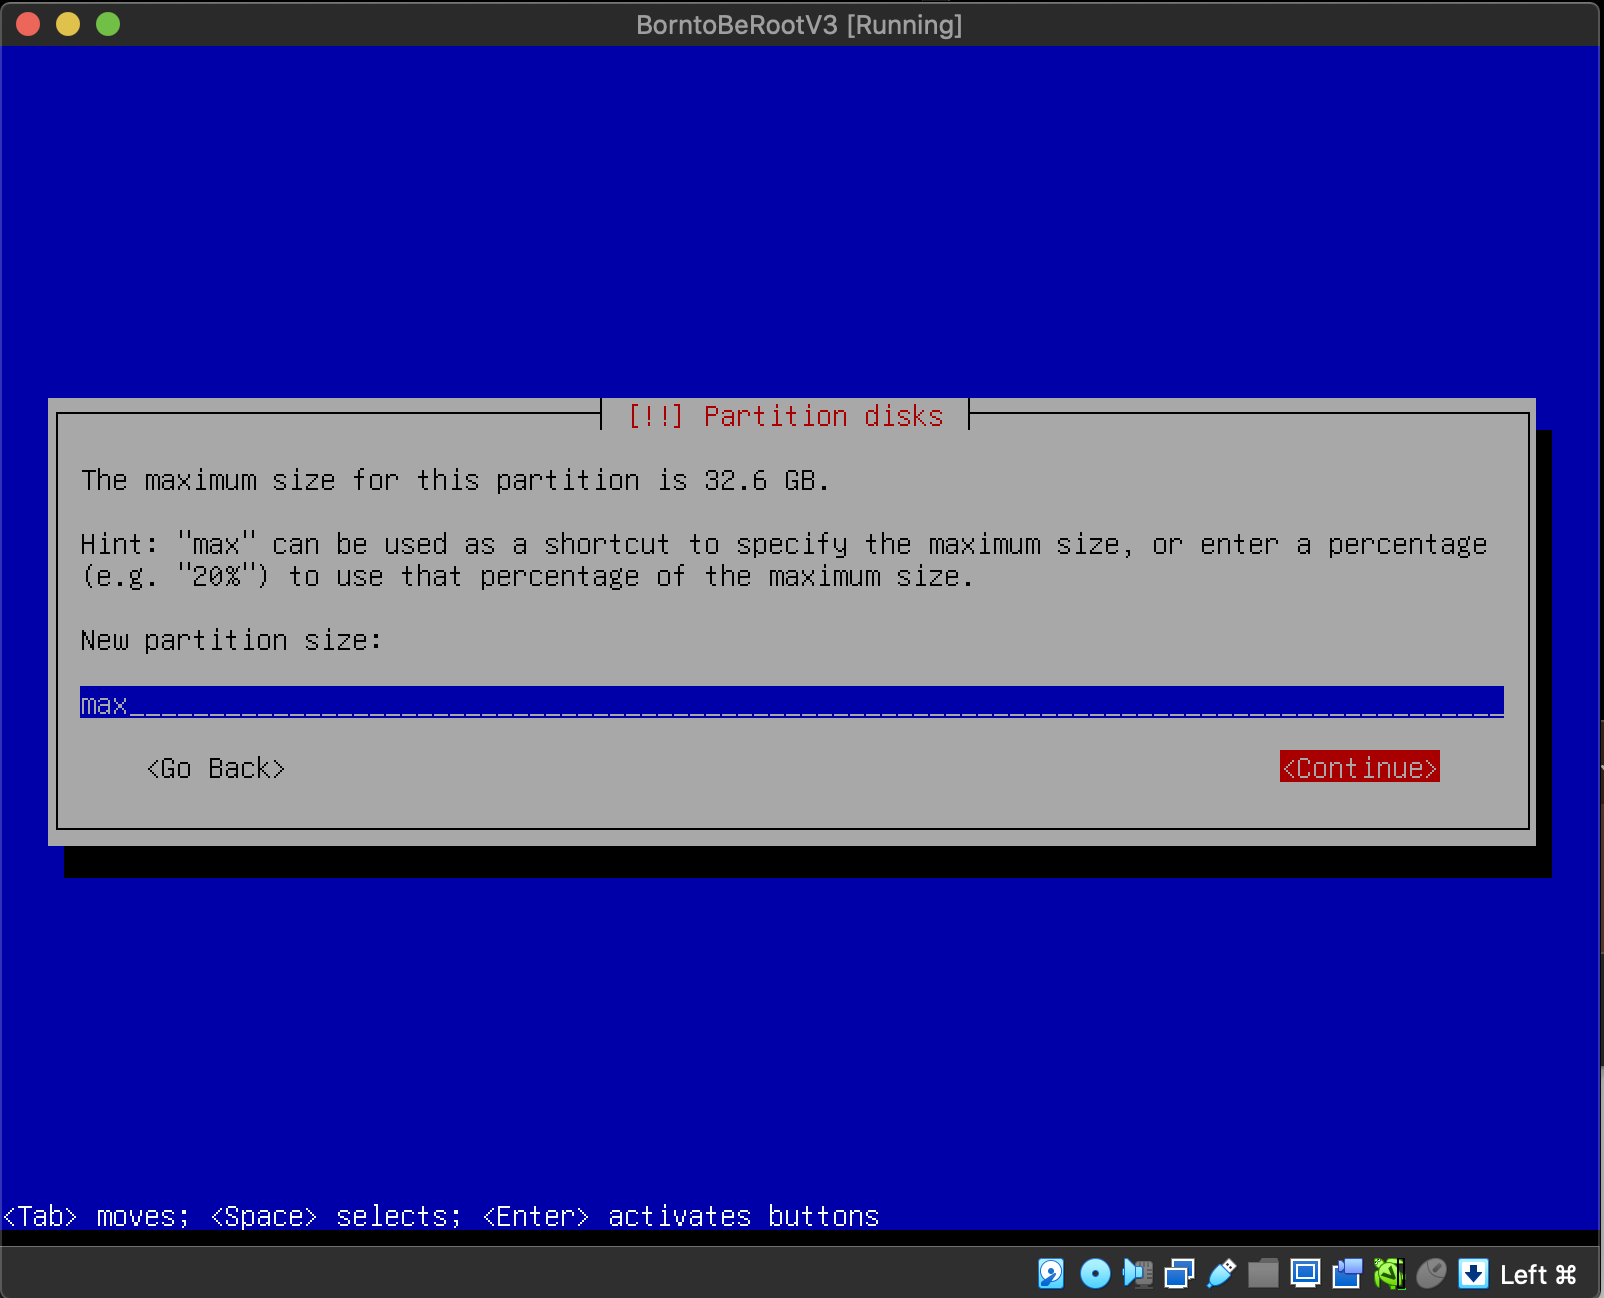 BorntoBeRootV3 [Running]
[!!] Partition disks
The maximum size for this partition is 32.6 GB.
Hint: "max" can be used as a shortcut to specify the maximum size, or enter a percentage
(e.g. "20%") to use that percentage of the maximum size.
New partition size:
max
<Go Back> <Continue>
<Tab> moves; <Space> selects; <Enter> activates buttons
Left ⌘